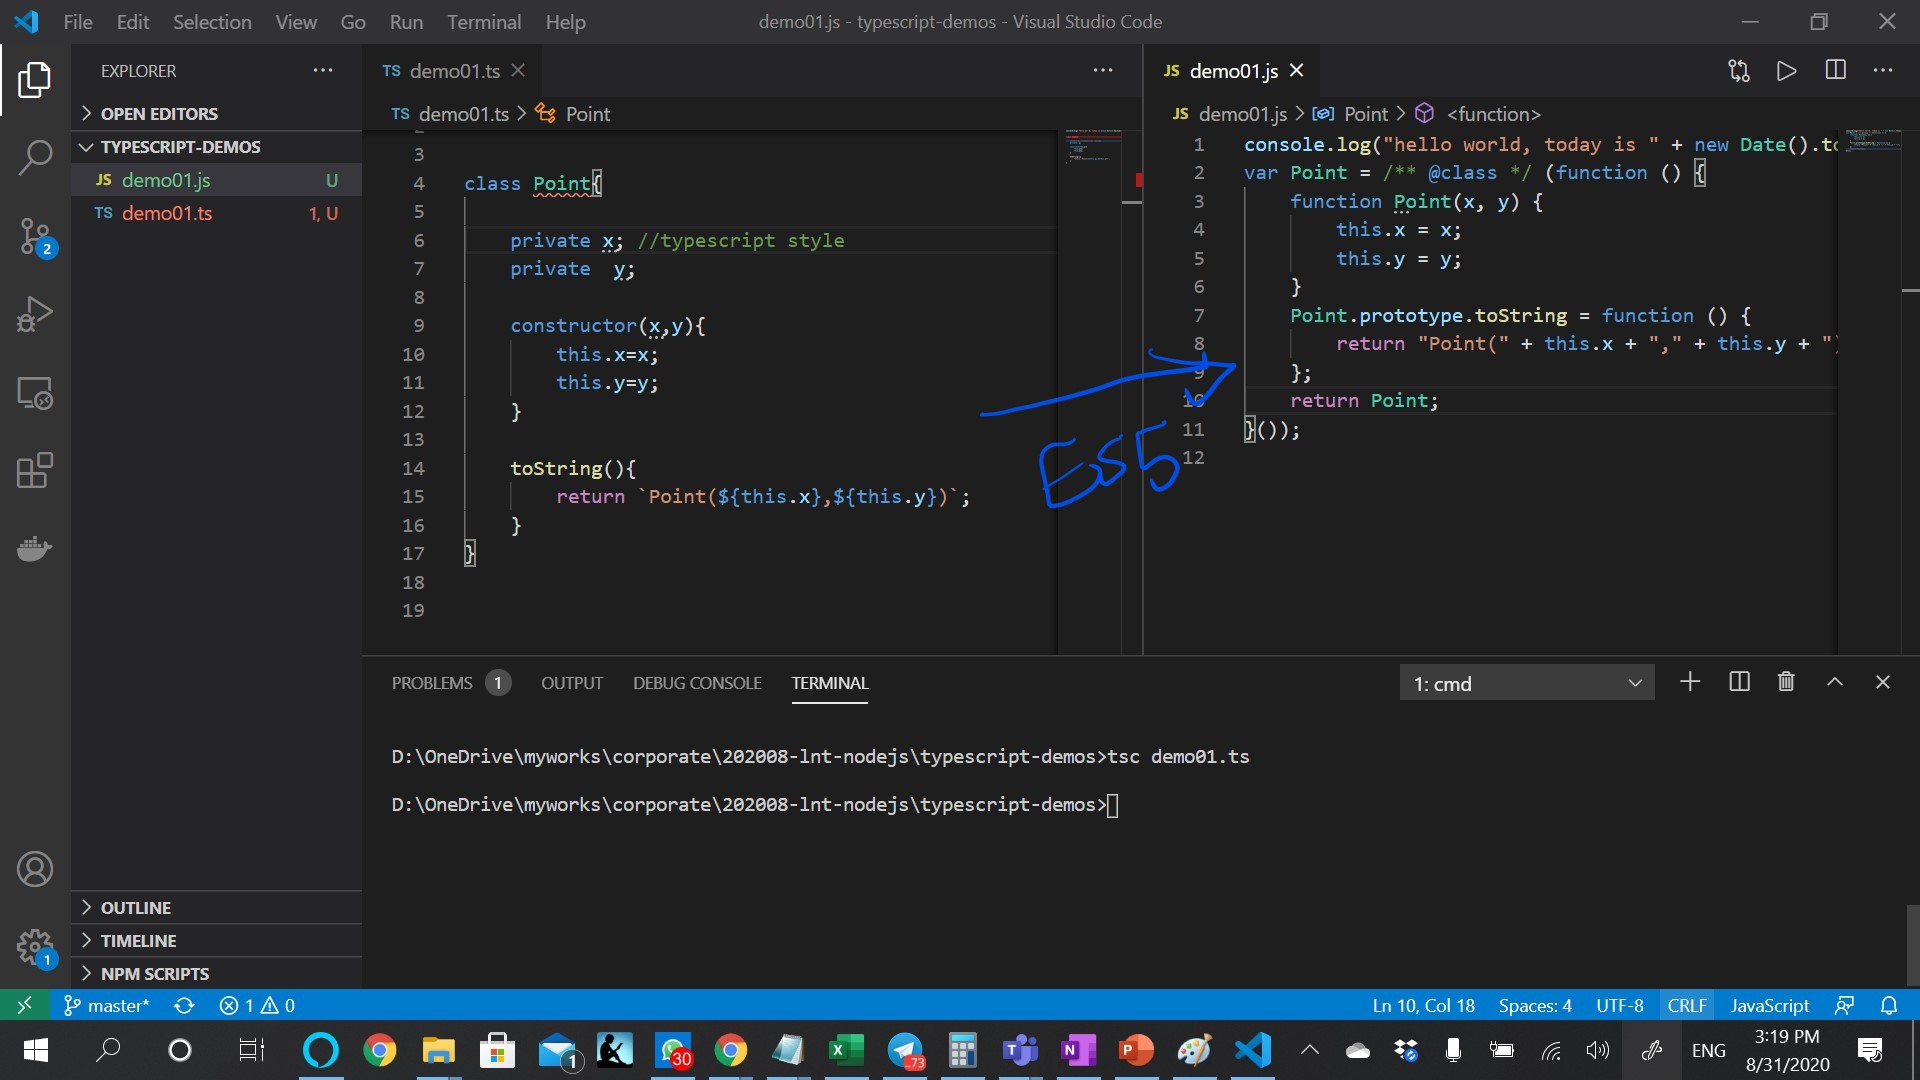 File Edit Selection View Go Run Terminal Help
demo01.js - typescript-demos - Visual Studio Code
EXPLORER
OPEN EDITORS
TYPESCRIPT-DEMOS
JS demo01.js U
TS demo01.ts 1, U
OUTLINE
TIMELINE
NPM SCRIPTS
2
1
TS demo01.ts
TS demo01.ts > Point
3
4 class Point{
5
6 private x; //typescript style
7 private y;
8
9 constructor(x,y){
10 this.x=x;
11 this.y=y;
12 }
13
14 toString(){
15 return `Point(${this.x},${this.y})`;
16 }
17 }
18
19
ES5
JS demo01.js
JS demo01.js > Point > <function>
1 console.log("hello world, today is " + new Date().to
2 var Point = /** @class */ (function () {
3 function Point(x, y) {
4 this.x = x;
5 this.y = y;
6 }
7 Point.prototype.toString = function () {
8 return "Point(" + this.x + "," + this.y + ")
9 };
10 return Point;
11 }());
12
PROBLEMS 1 OUTPUT DEBUG CONSOLE TERMINAL
1: cmd
D:\OneDrive\myworks\corporate\202008-lnt-nodejs\typescript-demos>tsc demo01.ts
D:\OneDrive\myworks\corporate\202008-lnt-nodejs\typescript-demos>
master* 1 0
Ln 10, Col 18 Spaces: 4 UTF-8 CRLF JavaScript
1 30 ..73
ENG
3:19 PM
8/31/2020